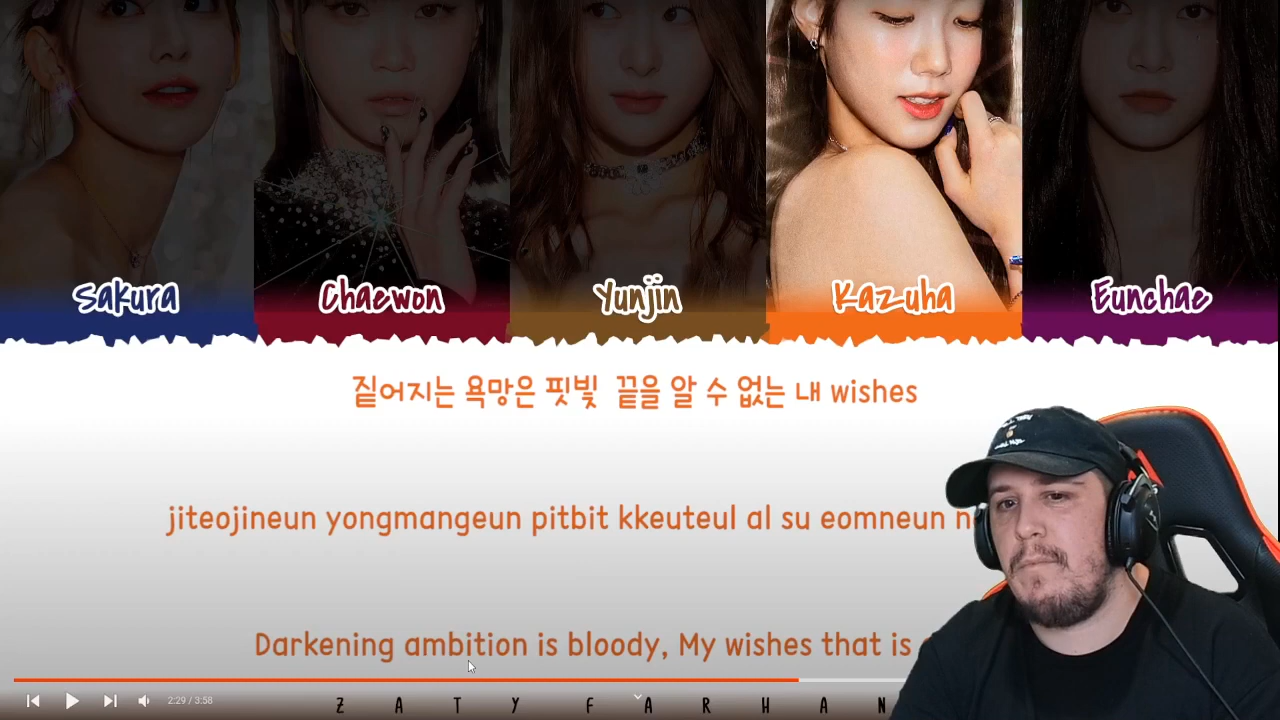 Sakura Chaewon Yunjin Kazuha Eunchae
짙어지는 욕망은 핏빛 끝을 알 수 없는 내 wishes
jiteojineun yongmangeun pitbit kkeuteul al su eomneun
Darkening ambition is bloody, My wishes that is
2:29 / 3:58
Z A T Y F A R H A N